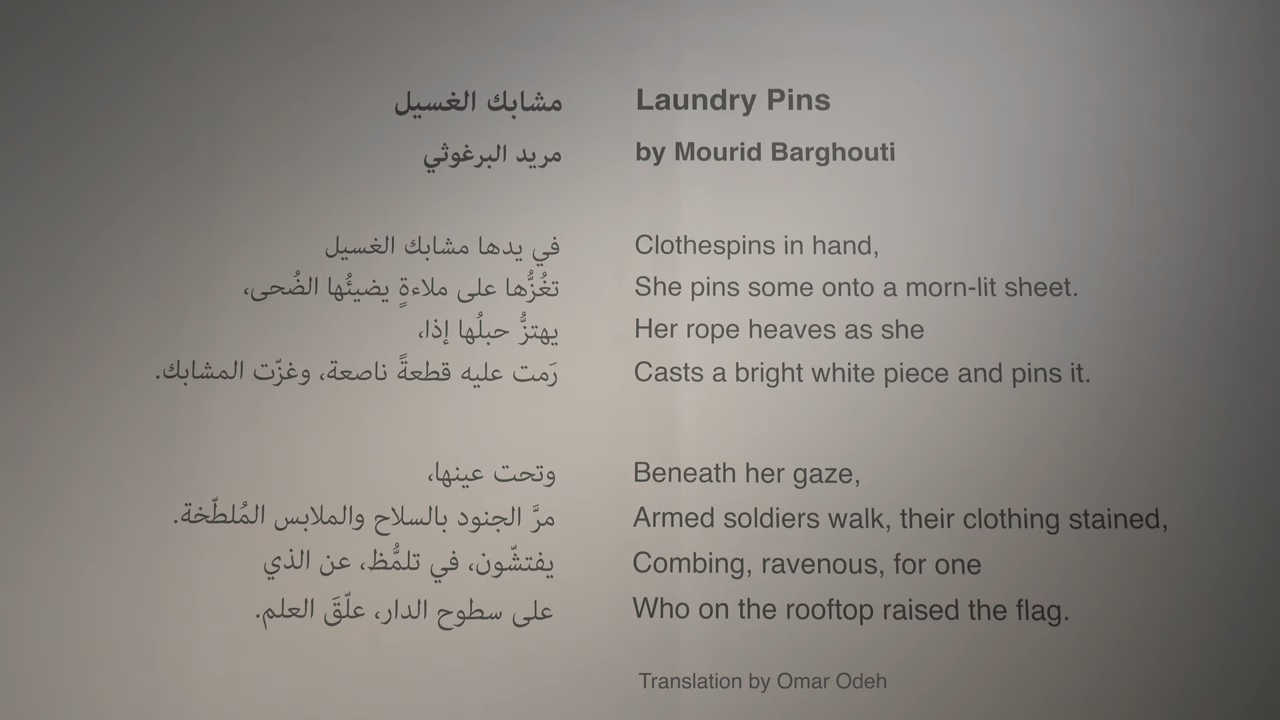 مشابك الغسيل
مريد البرغوثي
في يدها مشابك الغسيل
تغُزُّها على ملاءةٍ يضيئُها الضُحى،
يهتزُّ حبلُها إذا،
رَمت عليه قطعةً ناصعة، وغزّت المشابك.
وتحت عينها،
مرَّ الجنود بالسلاح والملابس المُلطّخة.
يفتشّون، في تلمُّظ، عن الذي
على سطوح الدار، علّقَ العلم.
Laundry Pins
by Mourid Barghouti
Clothespins in hand,
She pins some onto a morn-lit sheet.
Her rope heaves as she
Casts a bright white piece and pins it.
Beneath her gaze,
Armed soldiers walk, their clothing stained,
Combing, ravenous, for one
Who on the rooftop raised the flag.
Translation by Omar Odeh